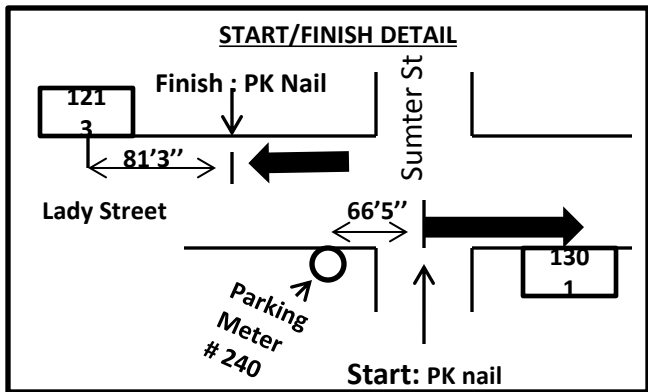 START/FINISH DETAIL
Sumter St
121
3
Finish : PK Nail
81’3’’
Lady Street
66’5’’
130
1
Parking
Meter
# 240
Start: PK nail